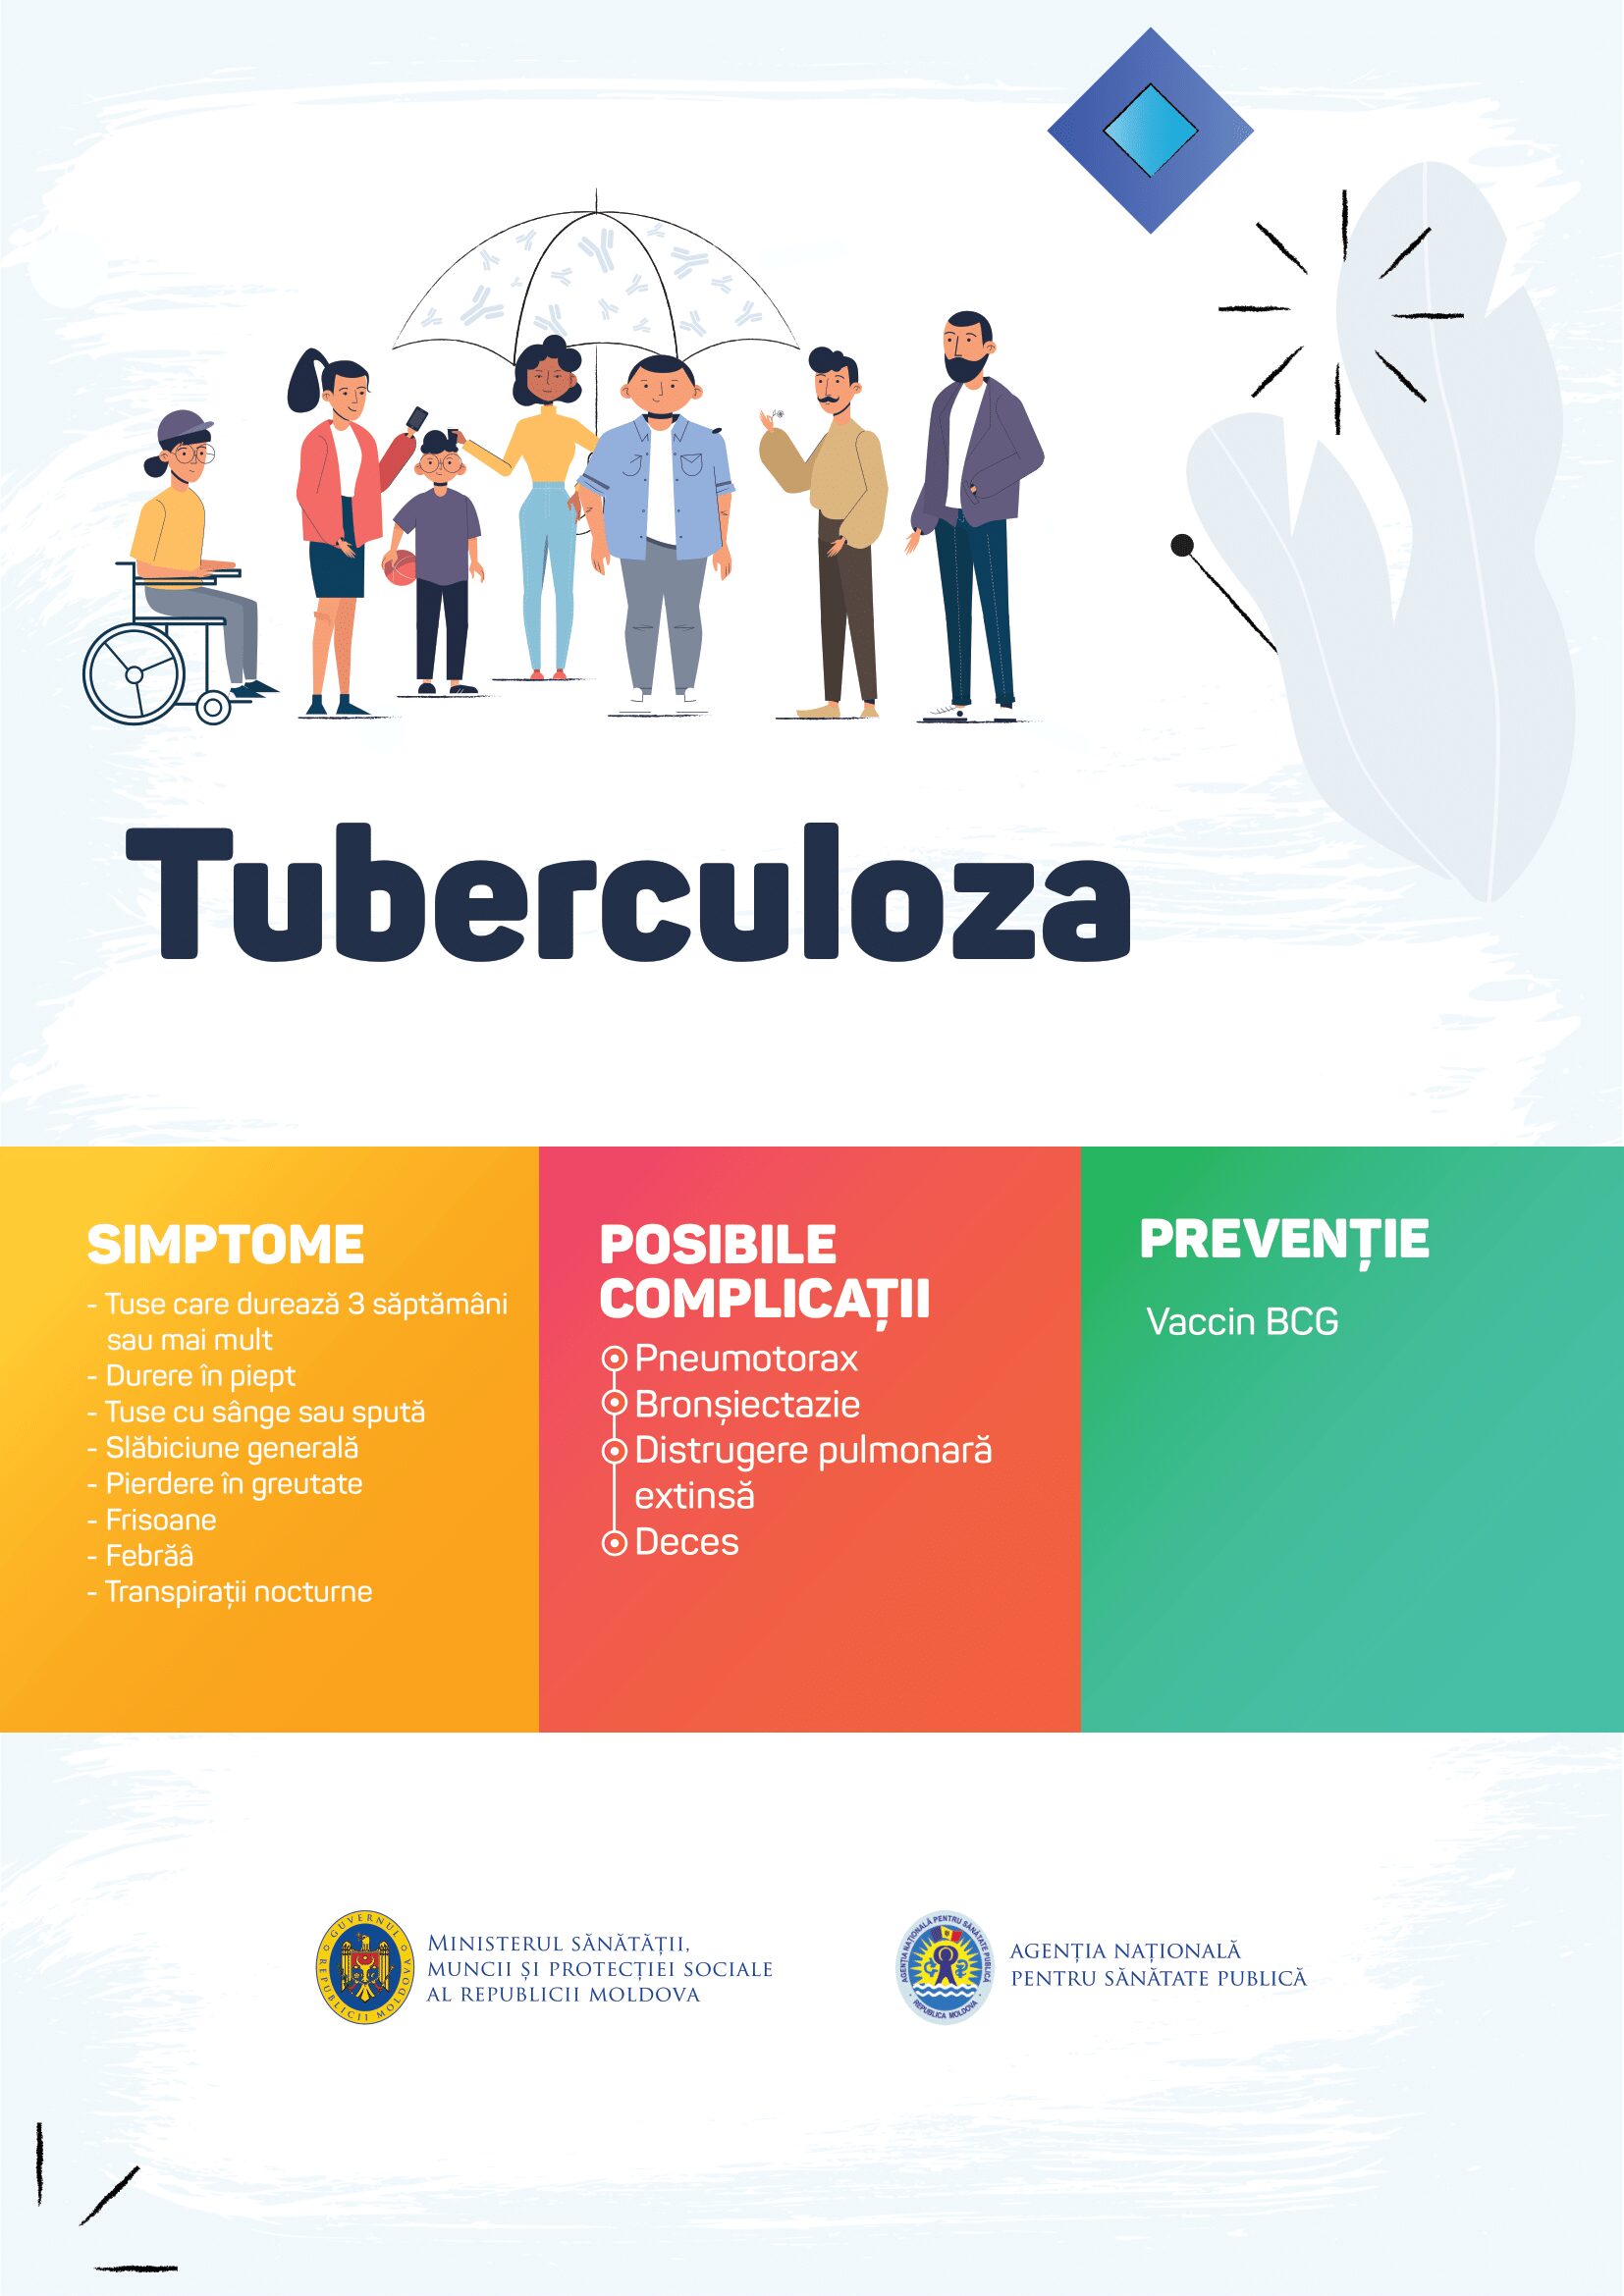 Tuberculoza
SIMPTOME
- Tuse care durează 3 săptămâni
sau mai mult
- Durere în piept
- Tuse cu sânge sau spută
- Slăbiciune generală
- Pierdere în greutate
- Frisoane
- Febrăâ
- Transpirații nocturne
POSIBILE
COMPLICAȚII
Pneumotorax
Bronșiectazie
Distrugere pulmonară
extinsă
Deces
PREVENȚIE
Vaccin BCG
GUVERNUL
REPUBLICII MOLDOVA
MINISTERUL SĂNĂTĂȚII,
MUNCII ȘI PROTECȚIEI SOCIALE
AL REPUBLICII MOLDOVA
AGENȚIA NAȚIONALĂ PENTRU SĂNĂTATE PUBLICĂ
REPUBLICA MOLDOVA
AGENȚIA NAȚIONALĂ
PENTRU SĂNĂTATE PUBLICĂ